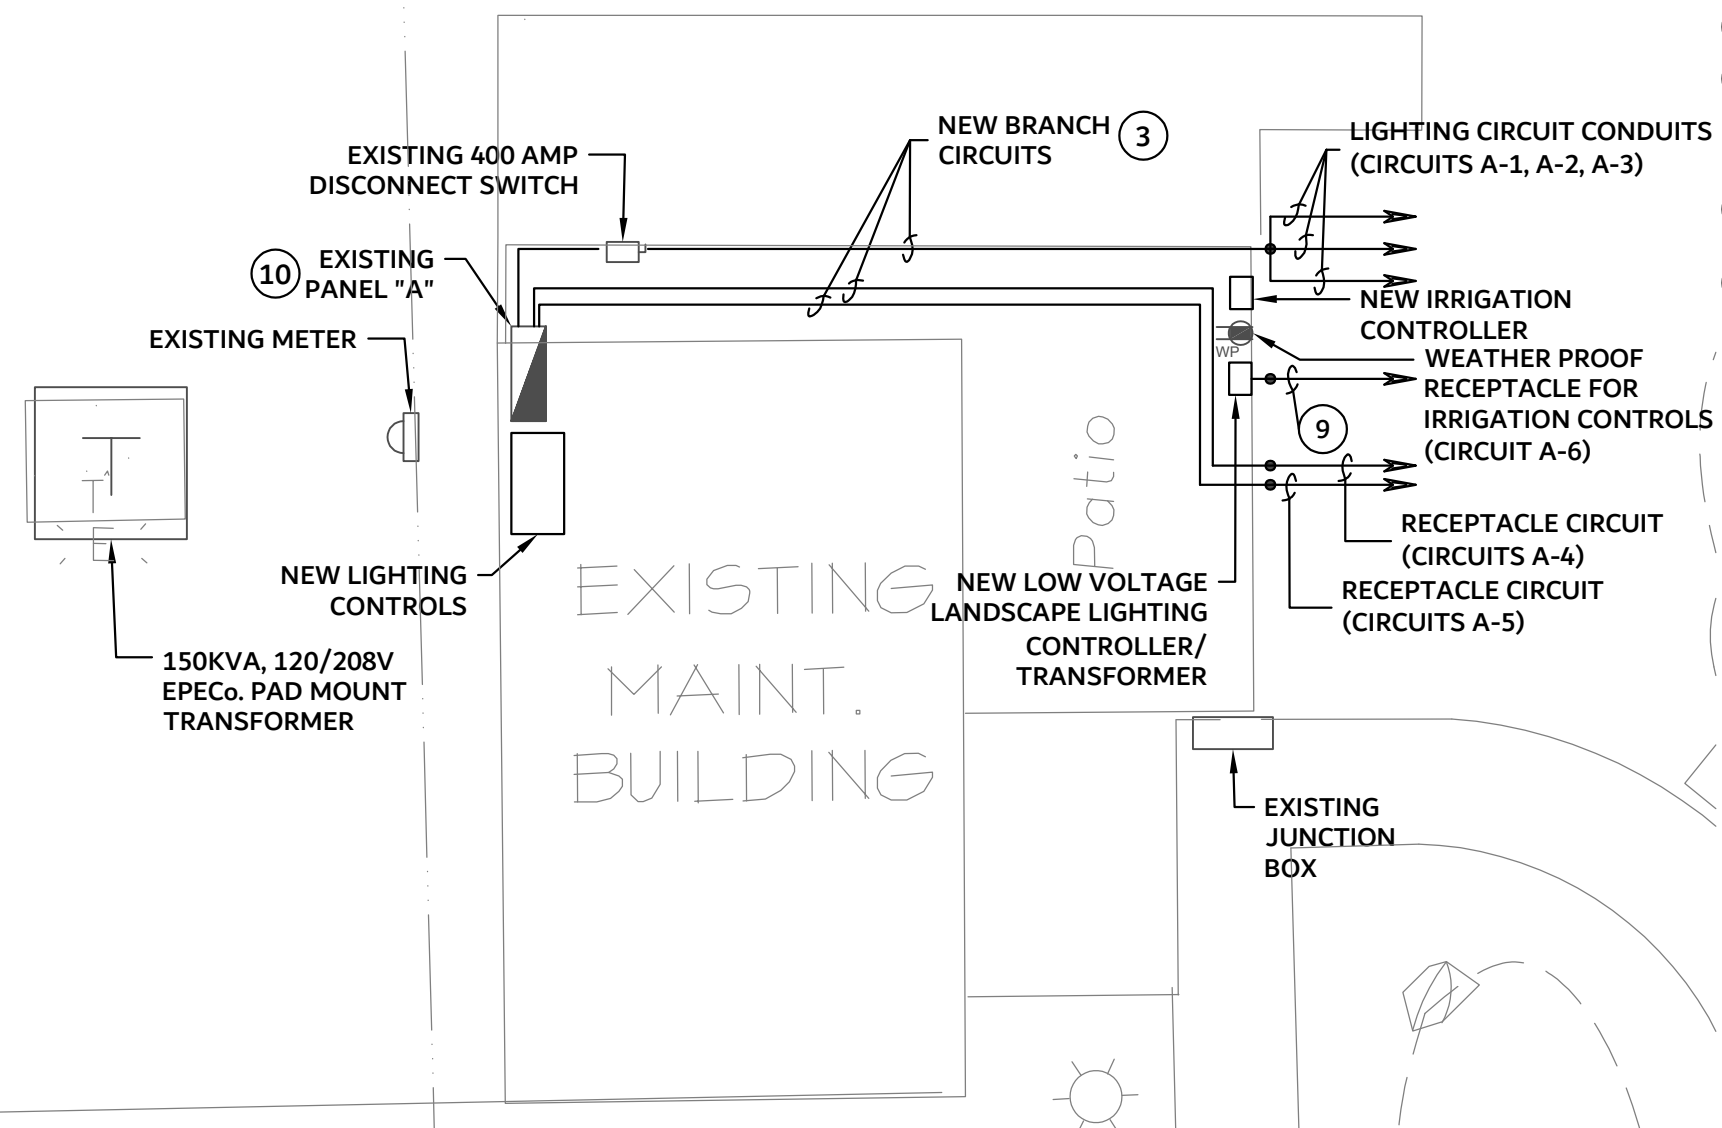 NEW BRANCH
CIRCUITS
3
LIGHTING CIRCUIT CONDUITS
(CIRCUITS A-1, A-2, A-3)
EXISTING 400 AMP
DISCONNECT SWITCH
10
EXISTING
PANEL "A"
EXISTING METER
NEW IRRIGATION
CONTROLLER
WP
WEATHER PROOF
RECEPTACLE FOR
IRRIGATION CONTROLS
(CIRCUIT A-6)
9
T
T
E
Patio
RECEPTACLE CIRCUIT
(CIRCUITS A-4)
RECEPTACLE CIRCUIT
(CIRCUITS A-5)
NEW LIGHTING
CONTROLS
NEW LOW VOLTAGE
LANDSCAPE LIGHTING
CONTROLLER/
TRANSFORMER
EXISTING
MAINT.
BUILDING
150KVA, 120/208V
EPECo. PAD MOUNT
TRANSFORMER
EXISTING
JUNCTION
BOX